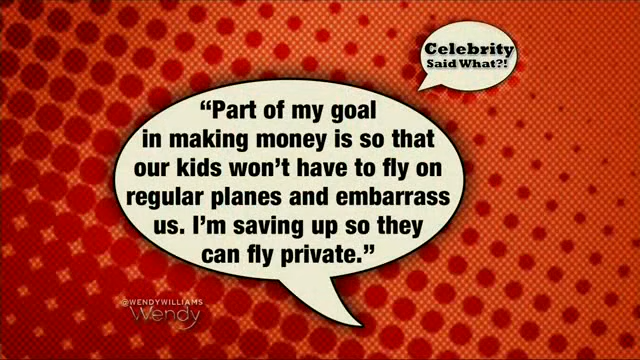 Celebrity
Said What?!
“Part of my goal
in making money is so that
our kids won’t have to fly on
regular planes and embarrass
us. I’m saving up so they
can fly private.”
@WENDYWILLIAMS
Wendy